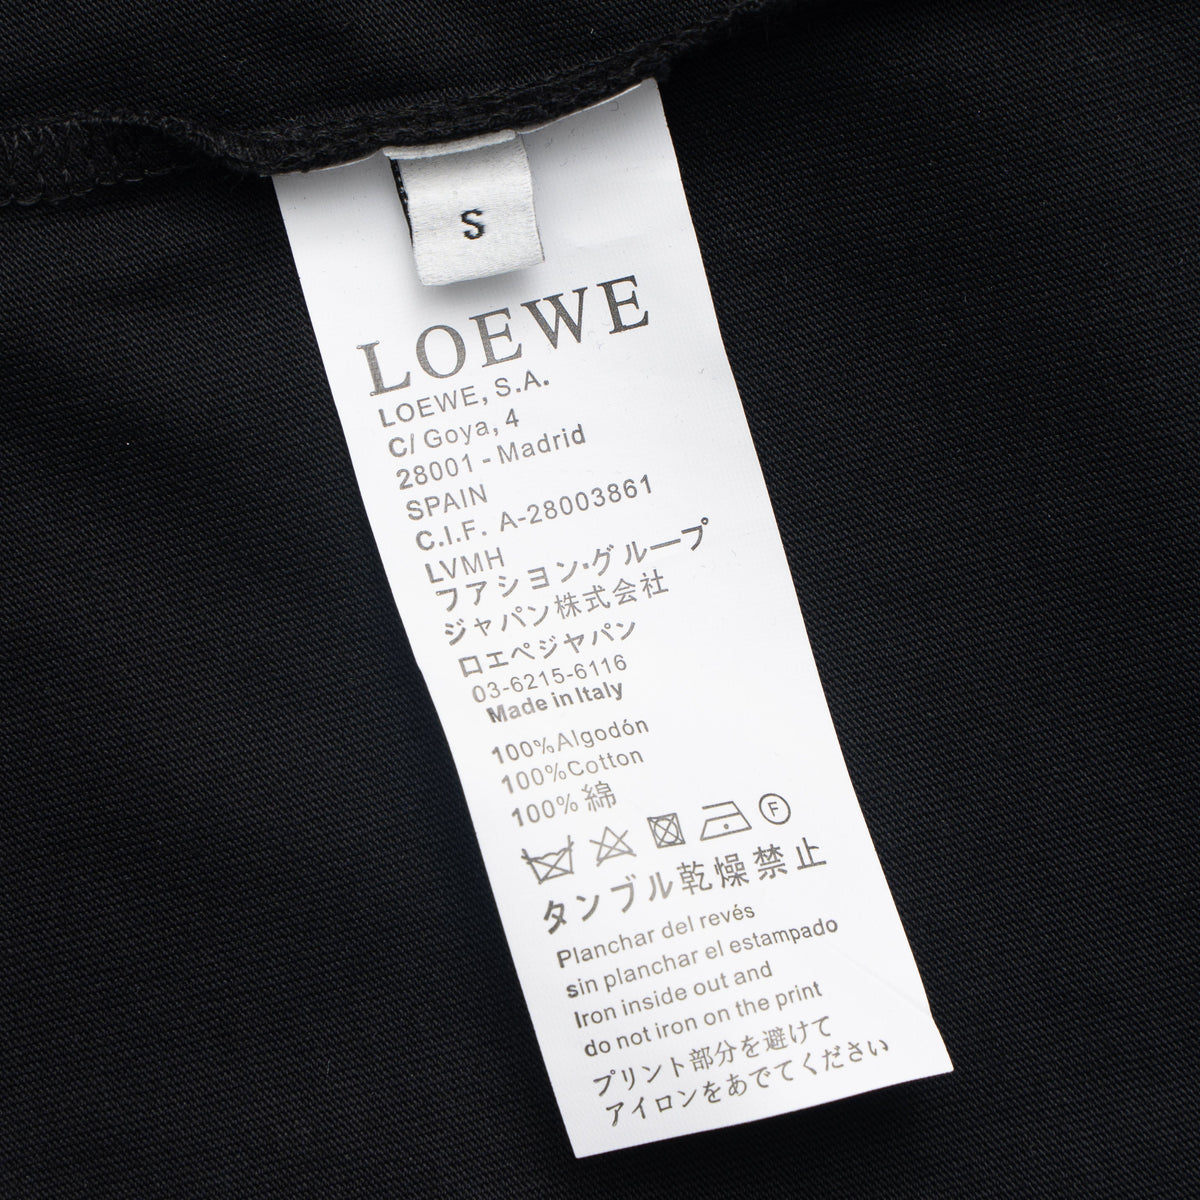 S
LOEWE
LOEWE, S.A.
C/ Goya, 4
28001 - Madrid
SPAIN
C.I.F. A-28003861
LVMH
フアシヨン·グループ
ジャパン株式会社
ロエペジヤパン
03-6215-6116
Made in Italy
100%Algodón
100%Cotton
100% 綿
F
タンブル乾燥禁止
Planchar del revés
sin planchar el estampado
Iron inside out and
do not iron on the print
プリント部分を避けて
アイロンをあでてください